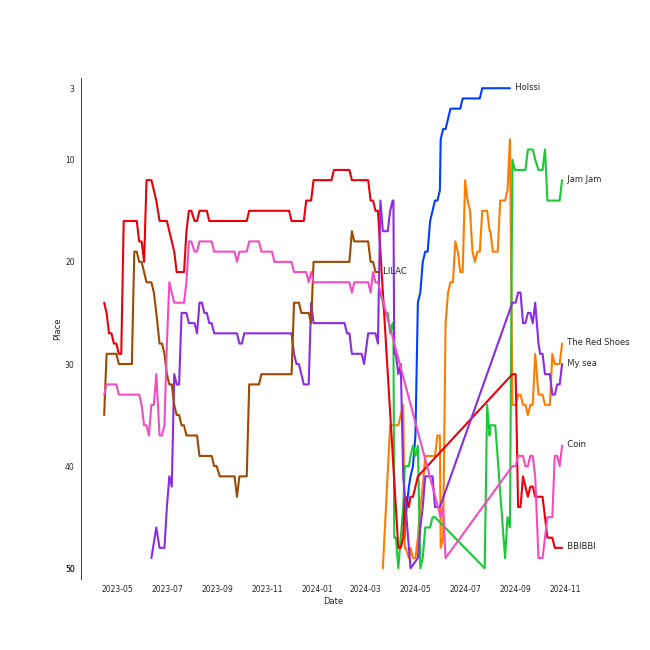 3
Holssi
10
Jam Jam
20
LILAC
Place
The Red Shoes
30
My sea
Coin
40
BBIBBI
50
2023-05
2023-07
2023-09
2023-11
2024-01
2024-03
2024-05
2024-07
2024-09
2024-11
Date